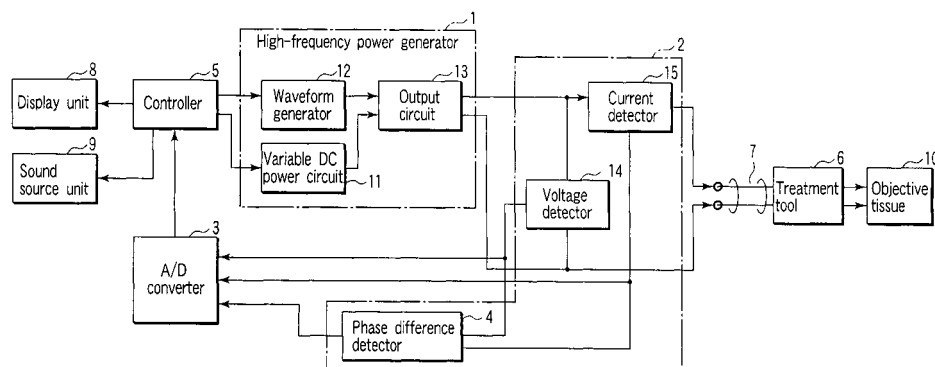 1
High-frequency power generator
2
8
Display unit
5
Controller
12
Waveform
generator
13
Output
circuit
15
Current
detector
9
Sound
source unit
Variable DC
power circuit
11
14
Voltage
detector
7
6
Treatment
tool
10
Objective
tissue
3
A/D
converter
4
Phase difference
detector